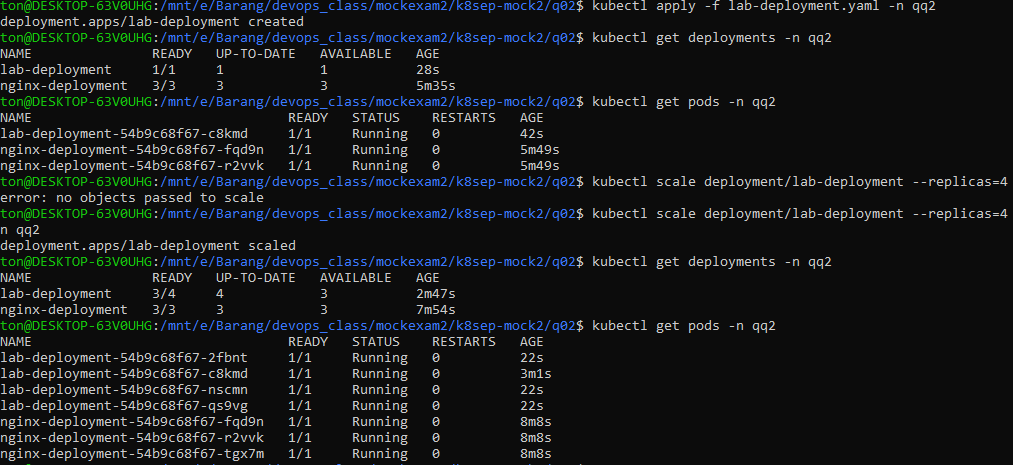 ton@DESKTOP-63V0UHG:/mnt/e/Barang/devops_class/mockexam2/k8sep-mock2/q02$ kubectl apply -f lab-deployment.yaml -n qq2
deployment.apps/lab-deployment created
ton@DESKTOP-63V0UHG:/mnt/e/Barang/devops_class/mockexam2/k8sep-mock2/q02$ kubectl get deployments -n qq2
NAME READY UP-TO-DATE AVAILABLE AGE
lab-deployment 1/1 1 1 28s
nginx-deployment 3/3 3 3 5m35s
ton@DESKTOP-63V0UHG:/mnt/e/Barang/devops_class/mockexam2/k8sep-mock2/q02$ kubectl get pods -n qq2
NAME READY STATUS RESTARTS AGE
lab-deployment-54b9c68f67-c8kmd 1/1 Running 0 42s
nginx-deployment-54b9c68f67-fqd9n 1/1 Running 0 5m49s
nginx-deployment-54b9c68f67-r2vvk 1/1 Running 0 5m49s
ton@DESKTOP-63V0UHG:/mnt/e/Barang/devops_class/mockexam2/k8sep-mock2/q02$ kubectl scale deployment/lab-deployment --replicas=4
error: no objects passed to scale
ton@DESKTOP-63V0UHG:/mnt/e/Barang/devops_class/mockexam2/k8sep-mock2/q02$ kubectl scale deployment/lab-deployment --replicas=4
n qq2
deployment.apps/lab-deployment scaled
ton@DESKTOP-63V0UHG:/mnt/e/Barang/devops_class/mockexam2/k8sep-mock2/q02$ kubectl get deployments -n qq2
NAME READY UP-TO-DATE AVAILABLE AGE
lab-deployment 3/4 4 3 2m47s
nginx-deployment 3/3 3 3 7m54s
ton@DESKTOP-63V0UHG:/mnt/e/Barang/devops_class/mockexam2/k8sep-mock2/q02$ kubectl get pods -n qq2
NAME READY STATUS RESTARTS AGE
lab-deployment-54b9c68f67-2fbnt 1/1 Running 0 22s
lab-deployment-54b9c68f67-c8kmd 1/1 Running 0 3m1s
lab-deployment-54b9c68f67-nscmn 1/1 Running 0 22s
lab-deployment-54b9c68f67-qs9vg 1/1 Running 0 22s
nginx-deployment-54b9c68f67-fqd9n 1/1 Running 0 8m8s
nginx-deployment-54b9c68f67-r2vvk 1/1 Running 0 8m8s
nginx-deployment-54b9c68f67-tgx7m 1/1 Running 0 8m8s